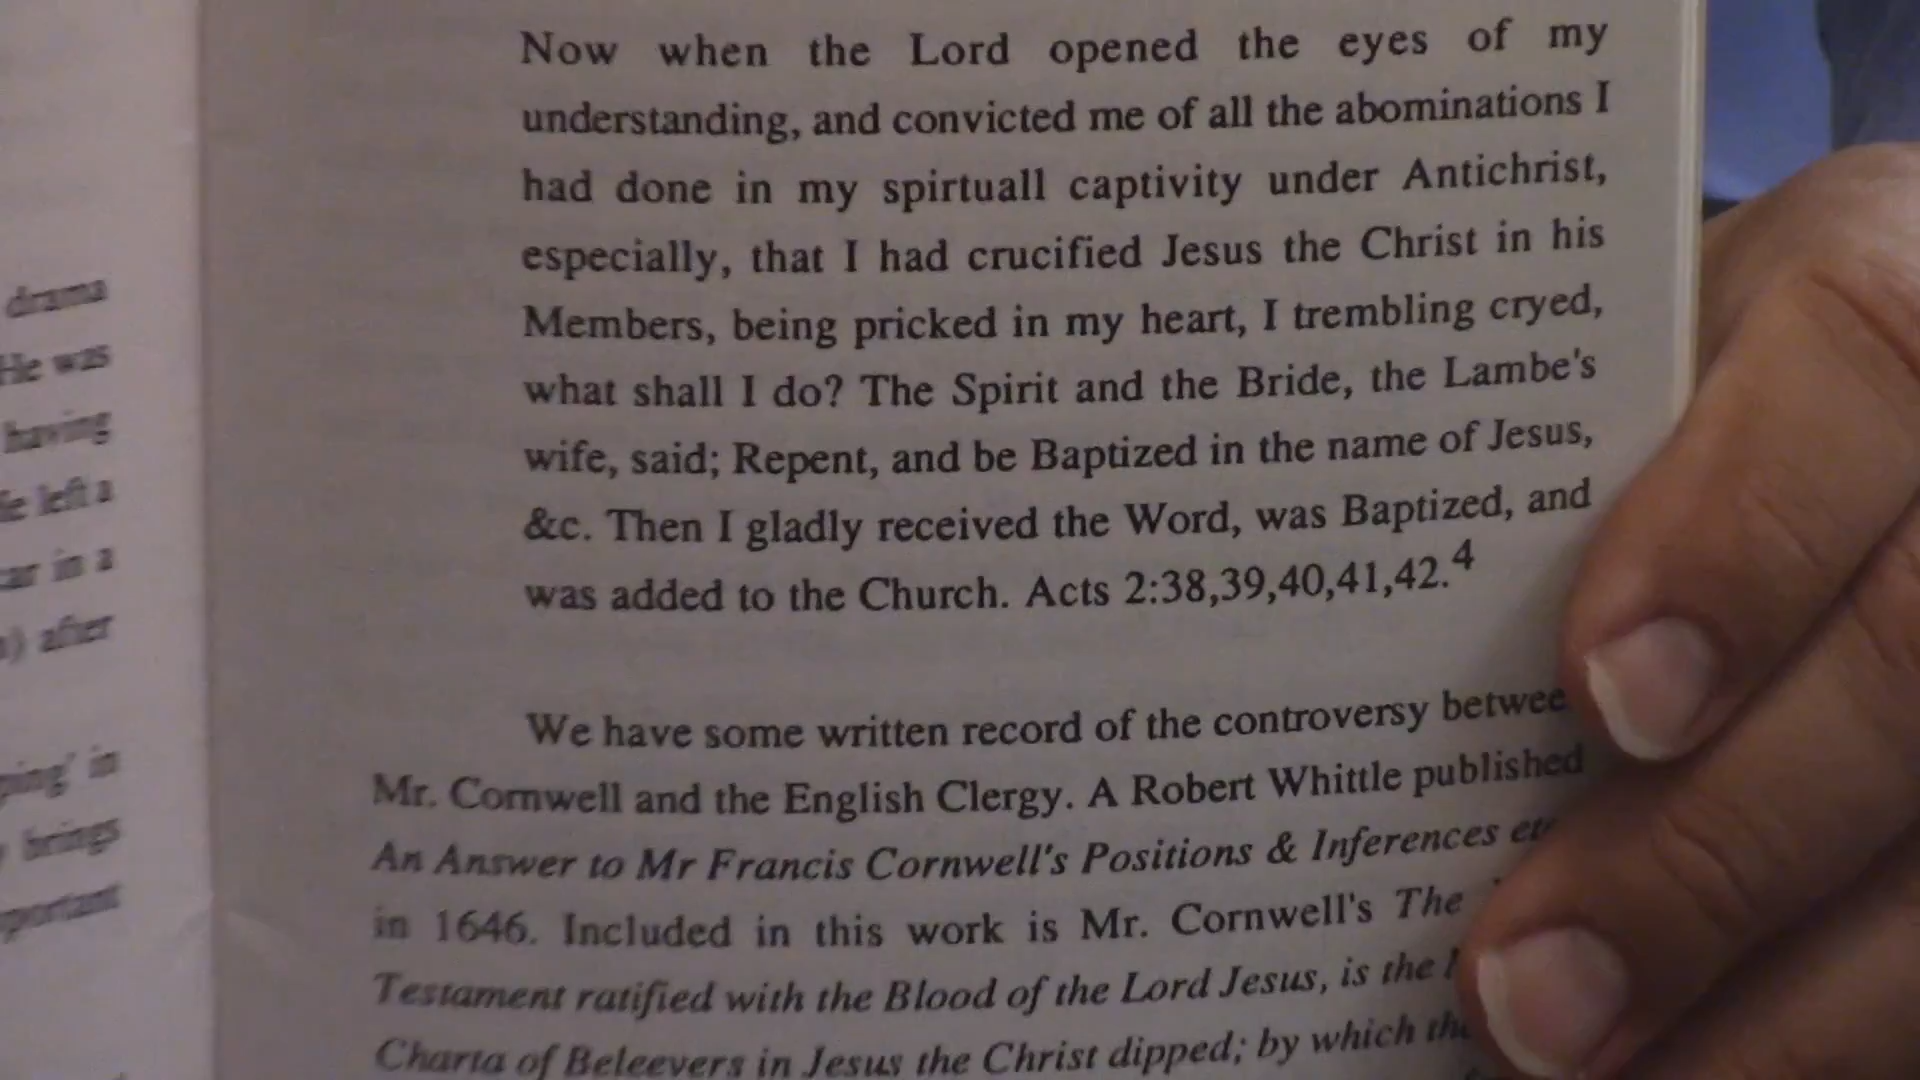 drama
He was
having
left a
in a
after
in
brings
Now when the Lord opened the eyes of my
understanding, and convicted me of all the abominations I
had done in my spirtuall captivity under Antichrist,
especially, that I had crucified Jesus the Christ in his
Members, being pricked in my heart, I trembling cryed,
what shall I do? The Spirit and the Bride, the Lambe's
wife, said; Repent, and be Baptized in the name of Jesus,
&c. Then I gladly received the Word, was Baptized, and
was added to the Church. Acts 2:38,39,40,41,42.4
We have some written record of the controversy betwee
Mr. Cornwell and the English Clergy. A Robert Whittle published
An Answer to Mr Francis Cornwell's Positions & Inferences etc
in 1646. Included in this work is Mr. Cornwell's The
Testament ratified with the Blood of the Lord Jesus, is the
Charta of Beleevers in Jesus the Christ dipped; by which the